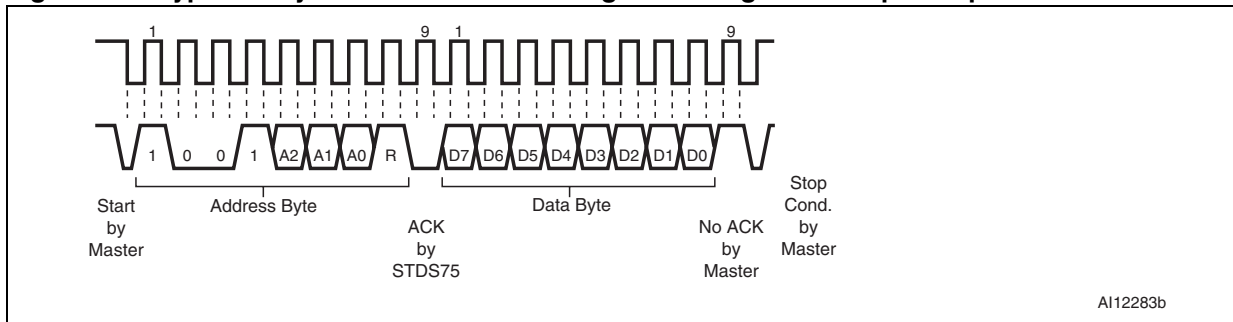 1 9 1 9
1 0 0 1 A2 A1 A0 R D7 D6 D5 D4 D3 D2 D1 D0
Start
by
Master
Address Byte
ACK
by
STDS75
Data Byte
No ACK
by
Master
Stop
Cond.
by
Master
AI12283b